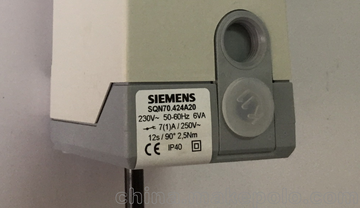 SIEMENS
SQN70.424A20
230V~ 50-60Hz 6VA
7(1)A / 250V~
12s / 90° 2,5Nm
CE IP40